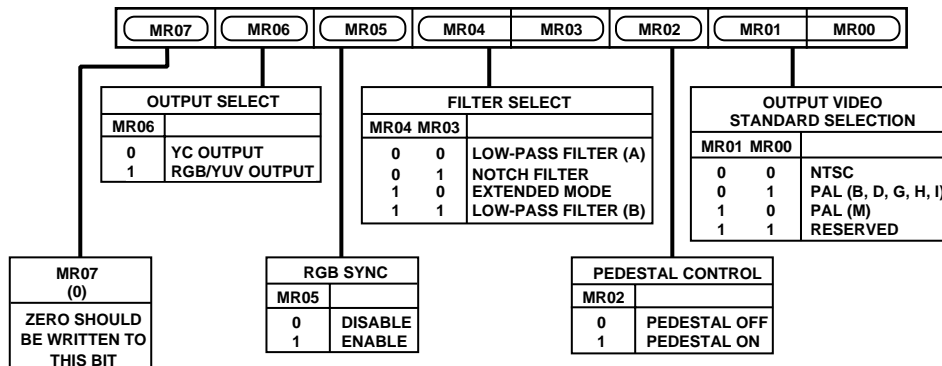 MR07 MR06 MR05 MR04 MR03 MR02 MR01 MR00
OUTPUT SELECT
MR06
0 YC OUTPUT
1 RGB/YUV OUTPUT
FILTER SELECT
MR04 MR03
0 0 LOW-PASS FILTER (A)
0 1 NOTCH FILTER
1 0 EXTENDED MODE
1 1 LOW-PASS FILTER (B)
OUTPUT VIDEO
STANDARD SELECTION
MR01 MR00
0 0 NTSC
0 1 PAL (B, D, G, H, I)
1 0 PAL (M)
1 1 RESERVED
MR07
(0)
ZERO SHOULD
BE WRITTEN TO
THIS BIT
RGB SYNC
MR05
0 DISABLE
1 ENABLE
PEDESTAL CONTROL
MR02
0 PEDESTAL OFF
1 PEDESTAL ON